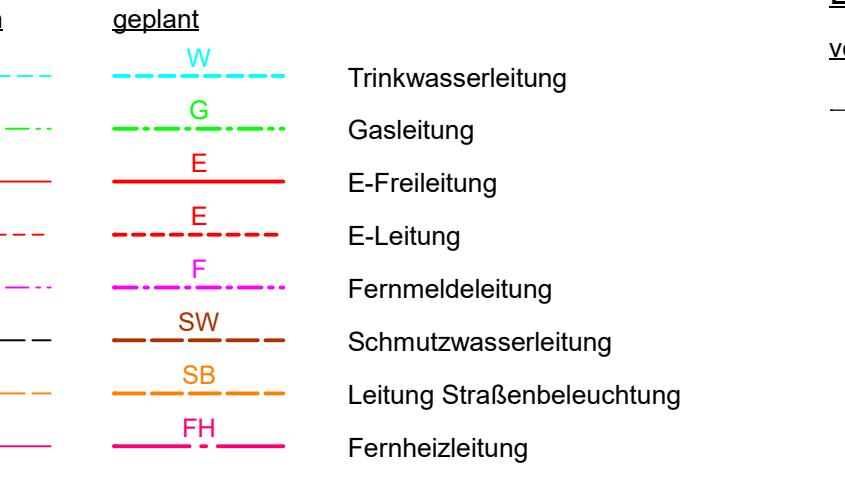 geplant
W Trinkwasserleitung
G Gasleitung
E E-Freileitung
E E-Leitung
F Fernmeldeleitung
SW Schmutzwasserleitung
SB Leitung Straßenbeleuchtung
FH Fernheizleitung